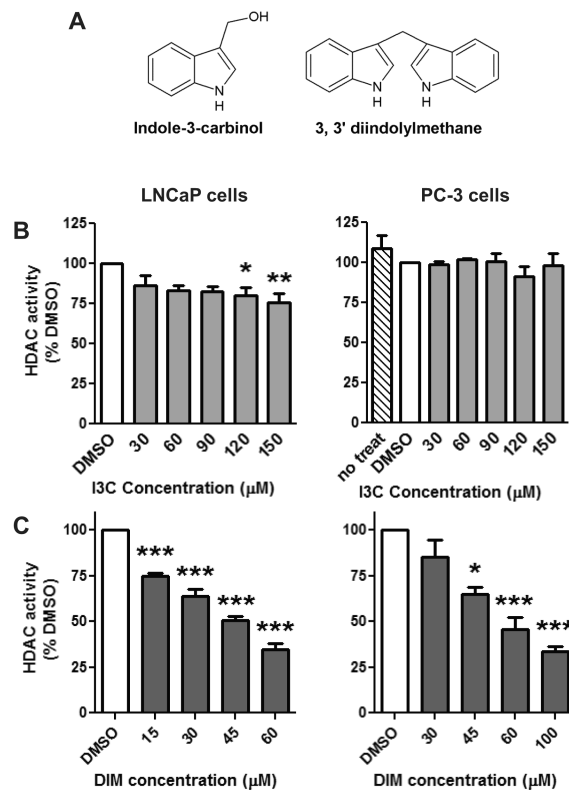 A
OH
N
H
Indole-3-carbinol
N
H
N
H
3, 3' diindolylmethane
LNCaP cells
PC-3 cells
B
HDAC activity
(% DMSO)
125
100
75
50
25
0
*
**
DMSO
30
60
90
120
150
I3C Concentration (μM)
125
100
75
50
25
0
no treat
DMSO
30
60
90
120
150
I3C Concentration (μM)
C
HDAC activity
(% DMSO)
100
75
50
25
0
***
***
***
***
DMSO
15
30
45
60
DIM concentration (μM)
100
75
50
25
0
*
***
***
DMSO
30
45
60
100
DIM concentration (μM)